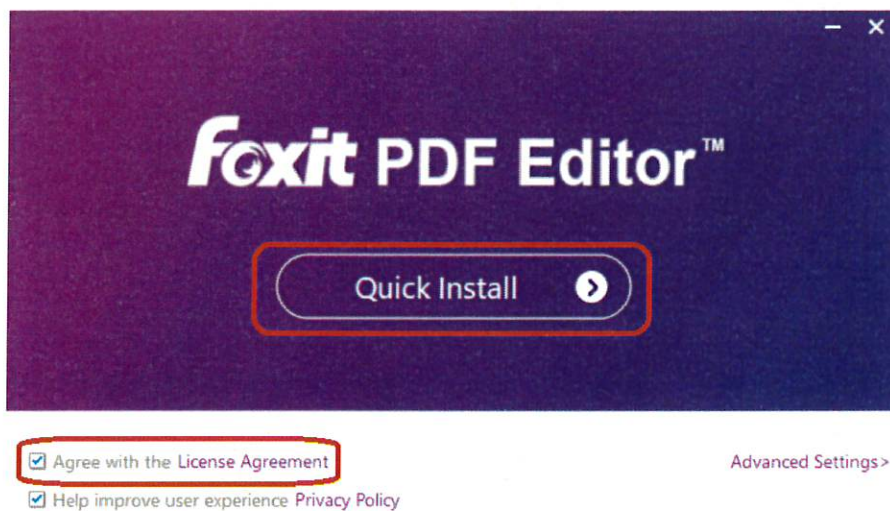 Foxit PDF Editor™
Quick Install
Agree with the License Agreement
Advanced Settings>
Help improve user experience Privacy Policy